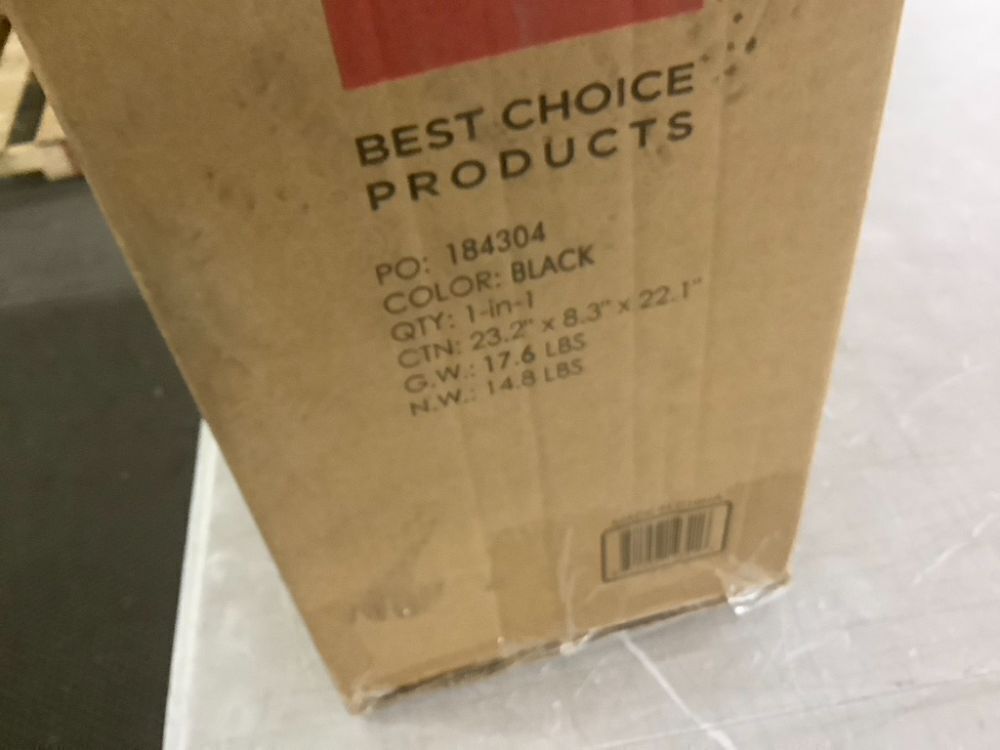 BEST CHOICE
PRODUCTS
PO: 184304
COLOR: BLACK
QTY: 1-in-1
CTN: 23.2" x 8.3" x 22.1"
G.W.: 17.6 LBS
N.W.: 14.8 LBS